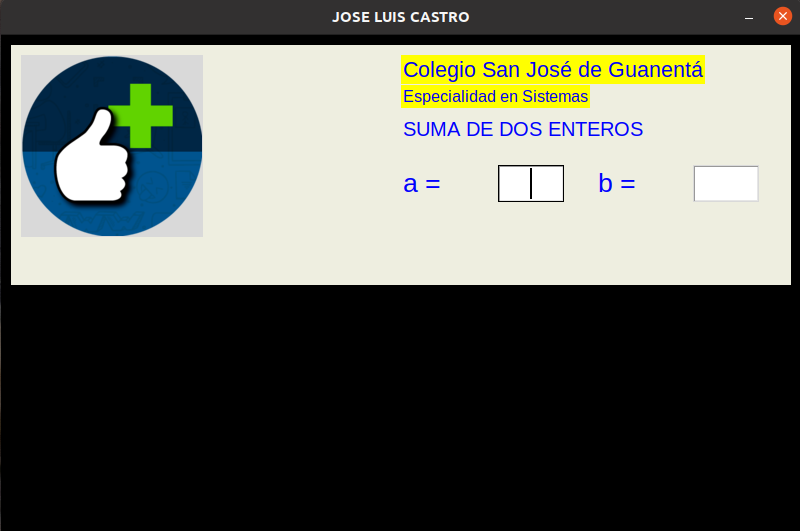 JOSE LUIS CASTRO
Colegio San José de Guanentá
Especialidad en Sistemas
SUMA DE DOS ENTEROS
a = b =